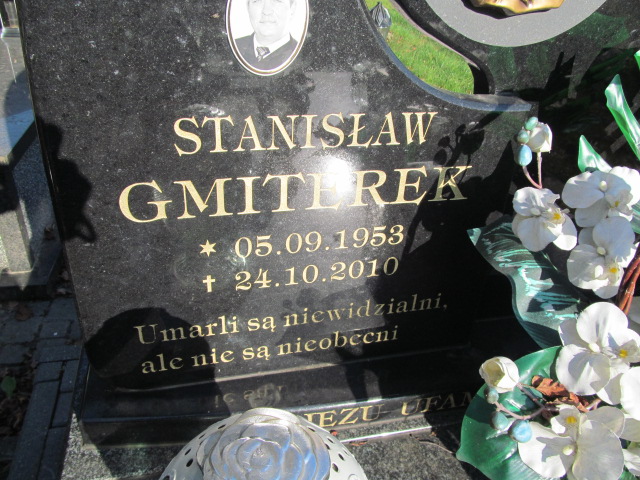 STANISŁAW
GMITEREK
* 05.09.1953
† 24.10.2010
Umarli są niewidzialni,
ale nie są nieobecni
JEZU UFAM